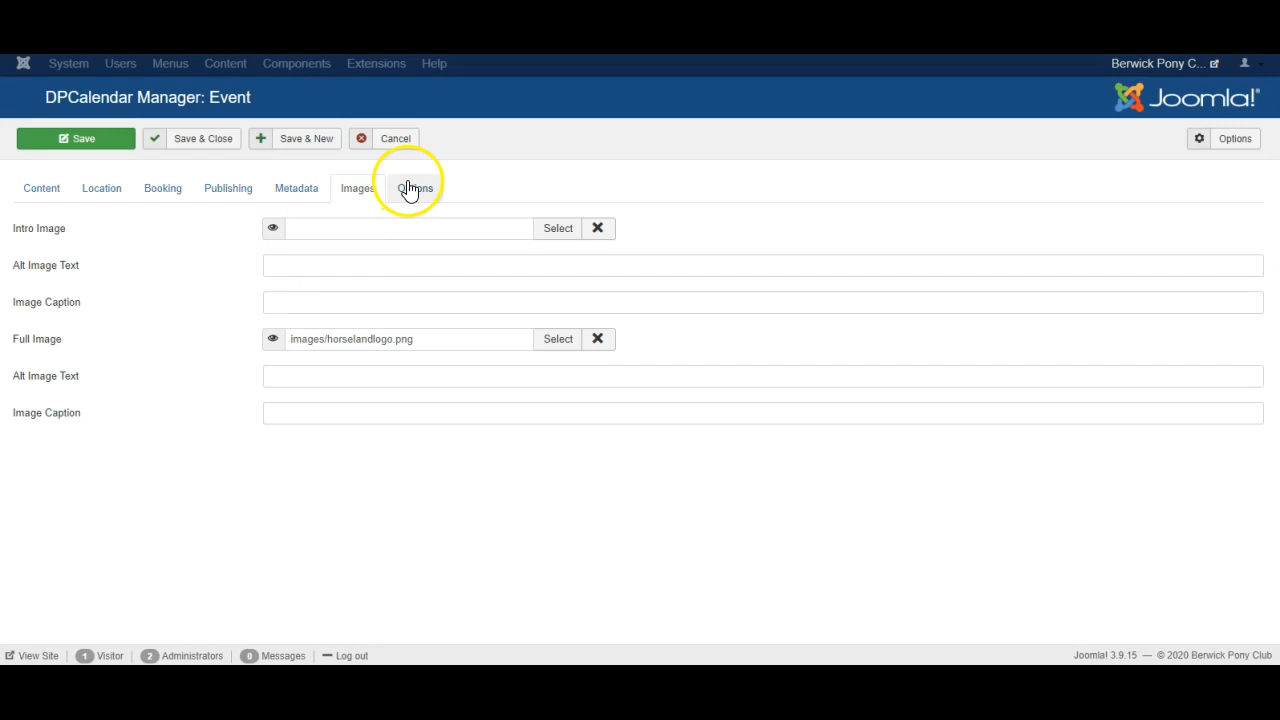 System Users Menus Content Components Extensions Help Berwick Pony C...
DPCalendar Manager: Event Joomla!®
Save Save & Close Save & New Cancel Options
Content Location Booking Publishing Metadata Images Options
Intro Image Select
Alt Image Text
Image Caption
Full Image images/horselandlogo.png Select
Alt Image Text
Image Caption
View Site 1 Visitor 2 Administrators 0 Messages Log out Joomla! 3.9.15 — © 2020 Berwick Pony Club